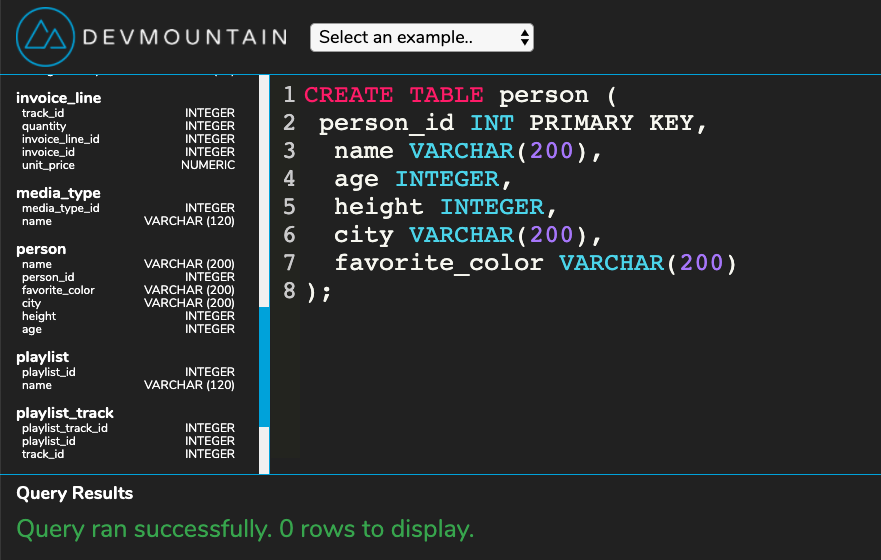 DEVMOUNTAIN
Select an example..
invoice_line
track_id INTEGER
quantity INTEGER
invoice_line_id INTEGER
invoice_id INTEGER
unit_price NUMERIC
media_type
media_type_id INTEGER
name VARCHAR (120)
person
name VARCHAR (200)
person_id INTEGER
favorite_color VARCHAR (200)
city VARCHAR (200)
height INTEGER
age INTEGER
playlist
playlist_id INTEGER
name VARCHAR (120)
playlist_track
playlist_track_id INTEGER
playlist_id INTEGER
track_id INTEGER
1 CREATE TABLE person (
2 person_id INT PRIMARY KEY,
3 name VARCHAR(200),
4 age INTEGER,
5 height INTEGER,
6 city VARCHAR(200),
7 favorite_color VARCHAR(200)
8 );
Query Results
Query ran successfully. 0 rows to display.